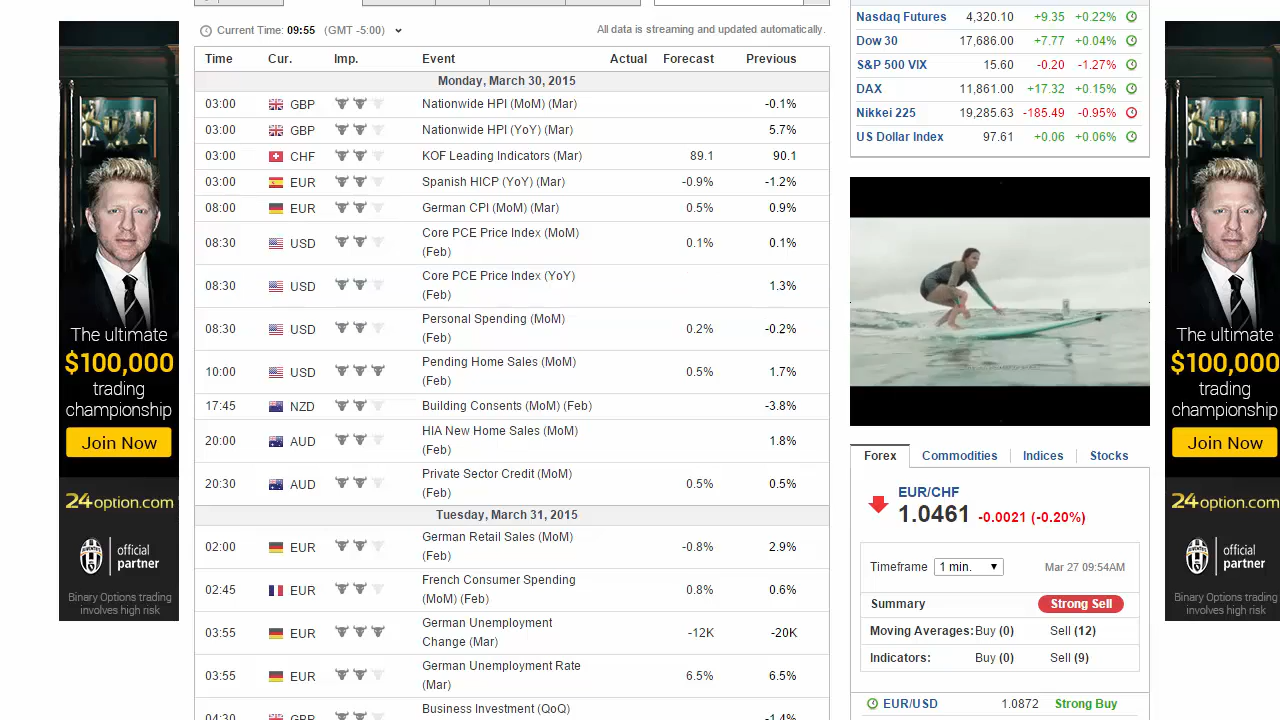 Current Time: 09:55 (GMT -5:00)
All data is streaming and updated automatically.
Time Cur. Imp. Event Actual Forecast Previous
Monday, March 30, 2015
03:00 GBP Nationwide HPI (MoM) (Mar) -0.1%
03:00 GBP Nationwide HPI (YoY) (Mar) 5.7%
03:00 CHF KOF Leading Indicators (Mar) 89.1 90.1
03:00 EUR Spanish HICP (YoY) (Mar) -0.9% -1.2%
08:00 EUR German CPI (MoM) (Mar) 0.5% 0.9%
08:30 USD Core PCE Price Index (MoM) (Feb) 0.1% 0.1%
08:30 USD Core PCE Price Index (YoY) (Feb) 1.3%
08:30 USD Personal Spending (MoM) (Feb) 0.2% -0.2%
10:00 USD Pending Home Sales (MoM) (Feb) 0.5% 1.7%
17:45 NZD Building Consents (MoM) (Feb) -3.8%
20:00 AUD HIA New Home Sales (MoM) (Feb) 1.8%
20:30 AUD Private Sector Credit (MoM) (Feb) 0.5% 0.5%
Tuesday, March 31, 2015
02:00 EUR German Retail Sales (MoM) (Feb) -0.8% 2.9%
02:45 EUR French Consumer Spending (MoM) (Feb) 0.8% 0.6%
03:55 EUR German Unemployment Change (Mar) -12K -20K
03:55 EUR German Unemployment Rate (Mar) 6.5% 6.5%
04:30 GBP Business Investment (QoQ) -1.4%
Nasdaq Futures 4,320.10 +9.35 +0.22%
Dow 30 17,686.00 +7.77 +0.04%
S&P 500 VIX 15.60 -0.20 -1.27%
DAX 11,861.00 +17.32 +0.15%
Nikkei 225 19,285.63 -185.49 -0.95%
US Dollar Index 97.61 +0.06 +0.06%
Forex Commodities Indices Stocks
EUR/CHF
1.0461 -0.0021 (-0.20%)
Timeframe 1 min. Mar 27 09:54AM
Summary Strong Sell
Moving Averages: Buy (0) Sell (12)
Indicators: Buy (0) Sell (9)
EUR/USD 1.0872 Strong Buy
The ultimate
$100,000
trading
championship
Join Now
24option.com
official
partner
Binary Options trading
involves high risk
The ultimate
$100,000
trading
championship
Join Now
24option.com
official
partner
Binary Options trading
involves high risk